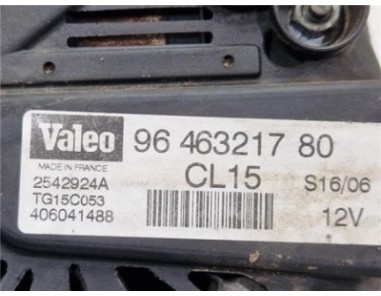 Valeo 96 463217 80
MADE IN FRANCE
2542924A CL15 S16/06
TG15C053
406041488 12V